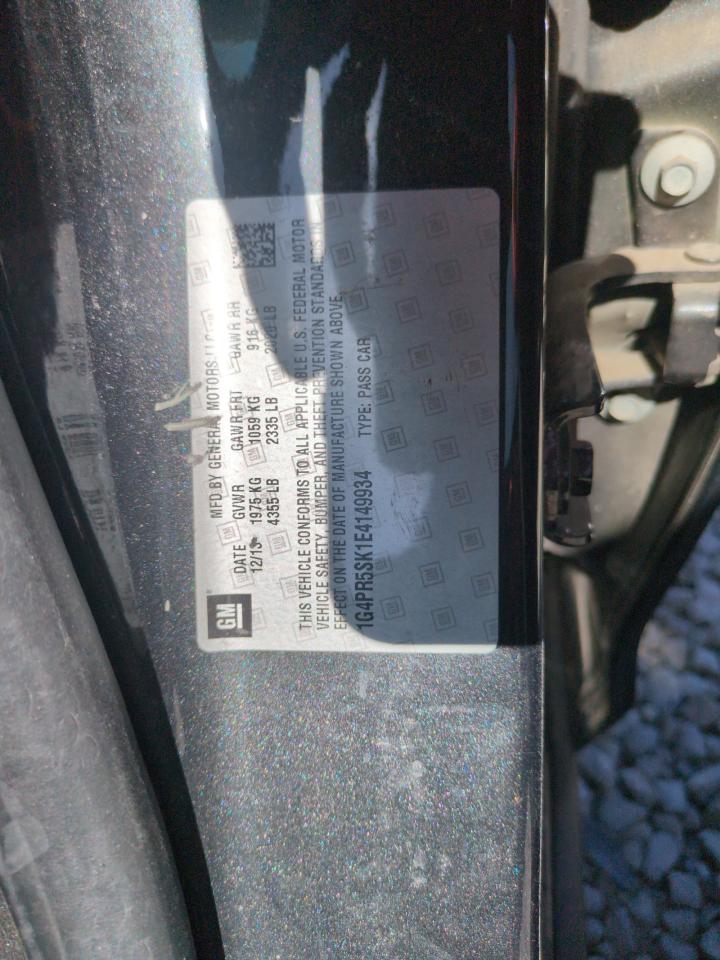 GM
MFD BY GENERAL MOTORS LLC
DATE GVWR GAWR FRT GAWR RR
12/13 1975 KG 1059 KG 916 KG
4355 LB 2335 LB 2020 LB
THIS VEHICLE CONFORMS TO ALL APPLICABLE U.S. FEDERAL MOTOR
VEHICLE SAFETY, BUMPER, AND THEFT PREVENTION STANDARDS IN
EFFECT ON THE DATE OF MANUFACTURE SHOWN ABOVE.
1G4PR5SK1E4149934 TYPE: PASS CAR